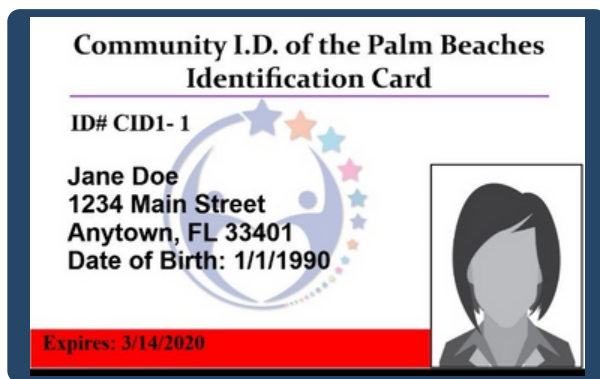 Community I.D. of the Palm Beaches
Identification Card
ID# CID1- 1
Jane Doe
1234 Main Street
Anytown, FL 33401
Date of Birth: 1/1/1990
Expires: 3/14/2020